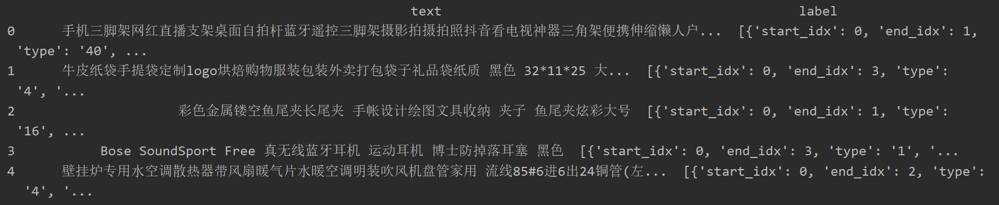 text label
0 手机三脚架网红直播支架桌面自拍杆蓝牙遥控三脚架摄影拍摄拍照抖音看电视神器三角架便携伸缩懒人户... [{'start_idx': 0, 'end_idx': 1,
'type': '40', ...
1 牛皮纸袋手提袋定制logo烘焙购物服装包装外卖打包袋子礼品袋纸质 黑色 32*11*25 大... [{'start_idx': 0, 'end_idx': 3, 'type':
'4', '...
2 彩色金属镂空鱼尾夹长尾夹 手帐设计绘图文具收纳 夹子 鱼尾夹炫彩大号 [{'start_idx': 0, 'end_idx': 1, 'type':
'16', ...
3 Bose SoundSport Free 真无线蓝牙耳机 运动耳机 博士防掉落耳塞 黑色 [{'start_idx': 0, 'end_idx': 3, 'type': '1', '...
4 壁挂炉专用水空调散热器带风扇暖气片水暖空调明装吹风机盘管家用 流线85#6进6出24铜管(左... [{'start_idx': 0, 'end_idx': 2, 'type':
'4', '...